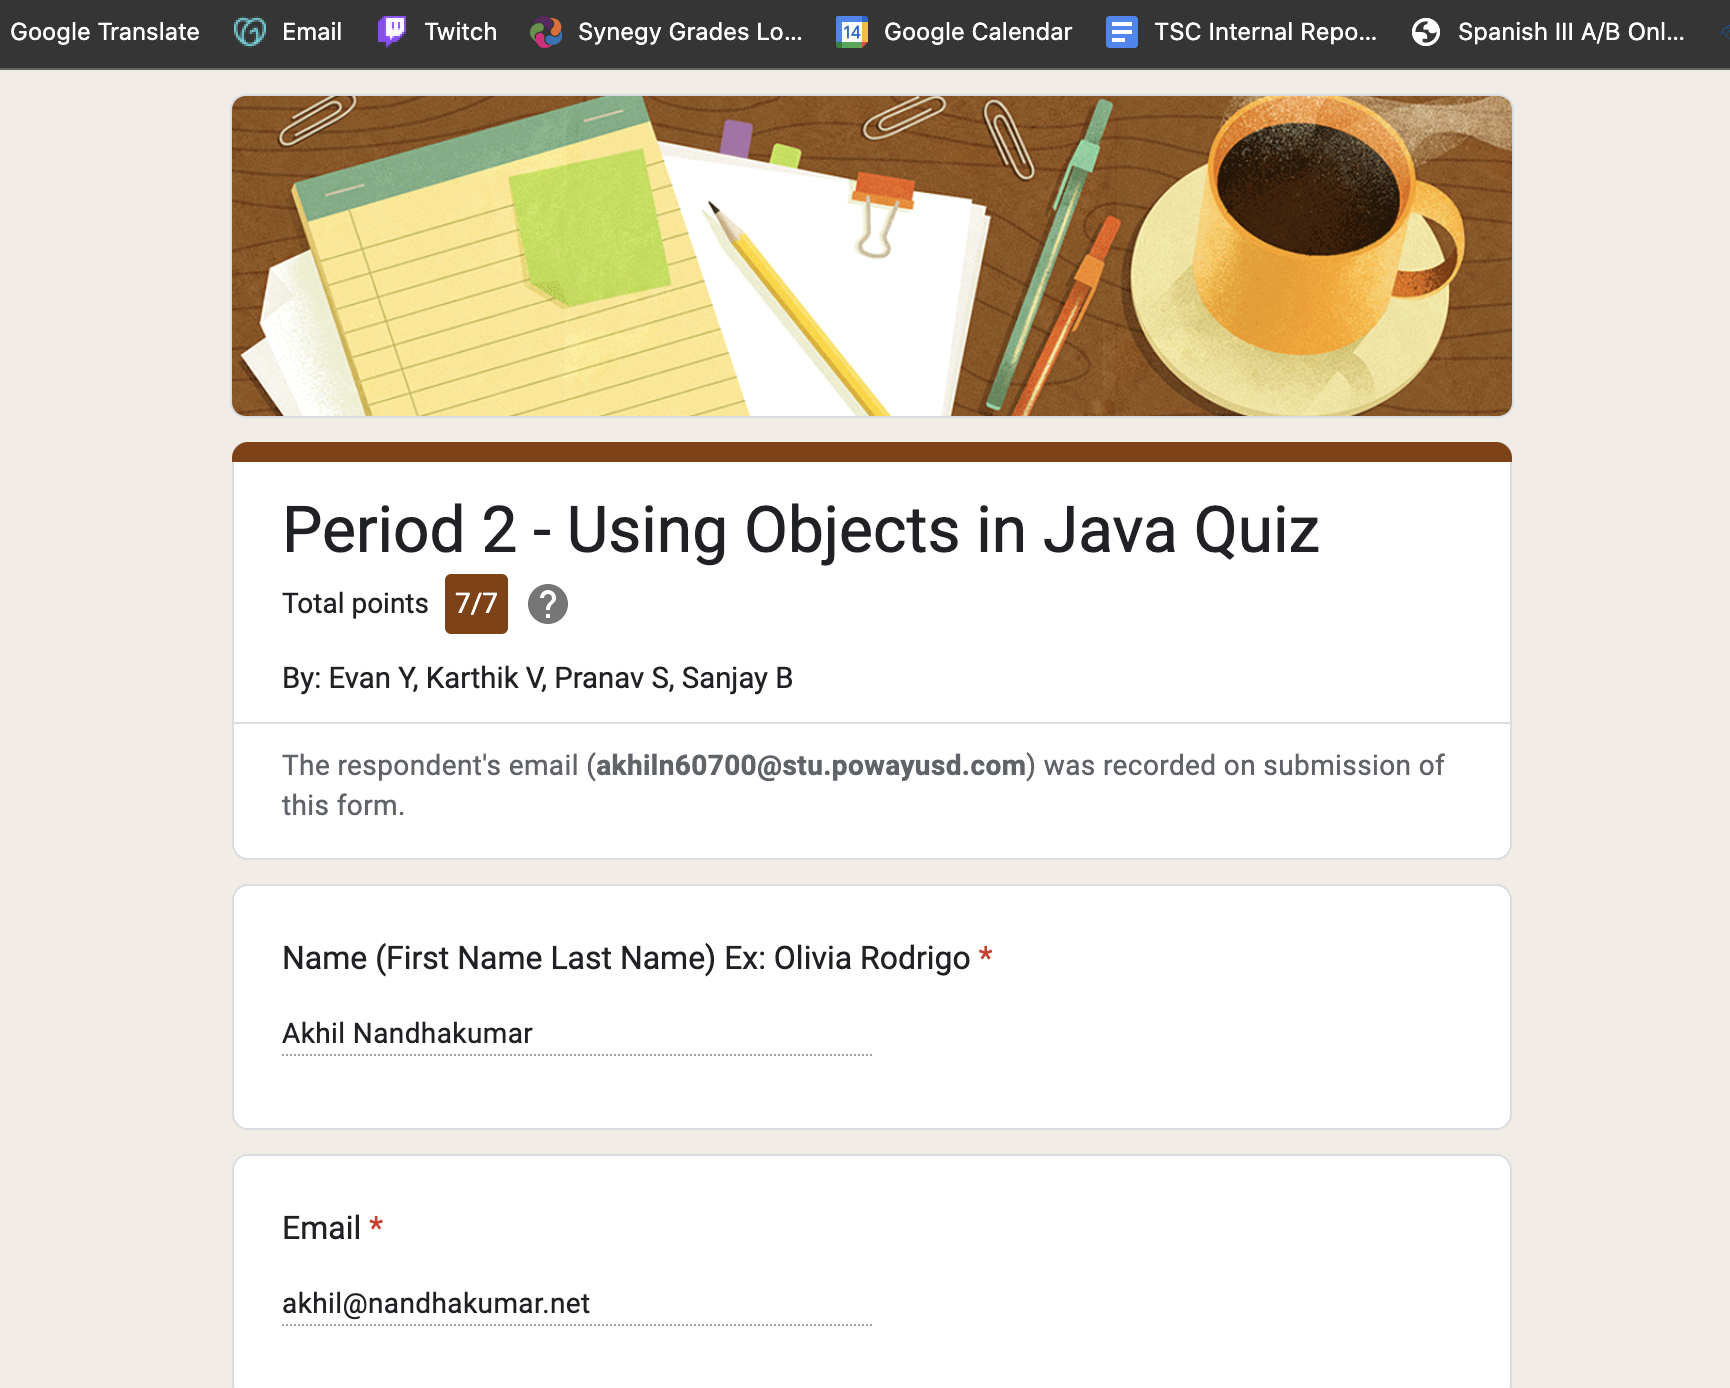 Google Translate Email Twitch Synegy Grades Lo... 14 Google Calendar TSC Internal Repo... Spanish III A/B Onl...
Period 2 - Using Objects in Java Quiz
Total points 7/7 ?
By: Evan Y, Karthik V, Pranav S, Sanjay B
The respondent's email (akhiln60700@stu.powayusd.com) was recorded on submission of
this form.
Name (First Name Last Name) Ex: Olivia Rodrigo *
Akhil Nandhakumar
Email *
akhil@nandhakumar.net